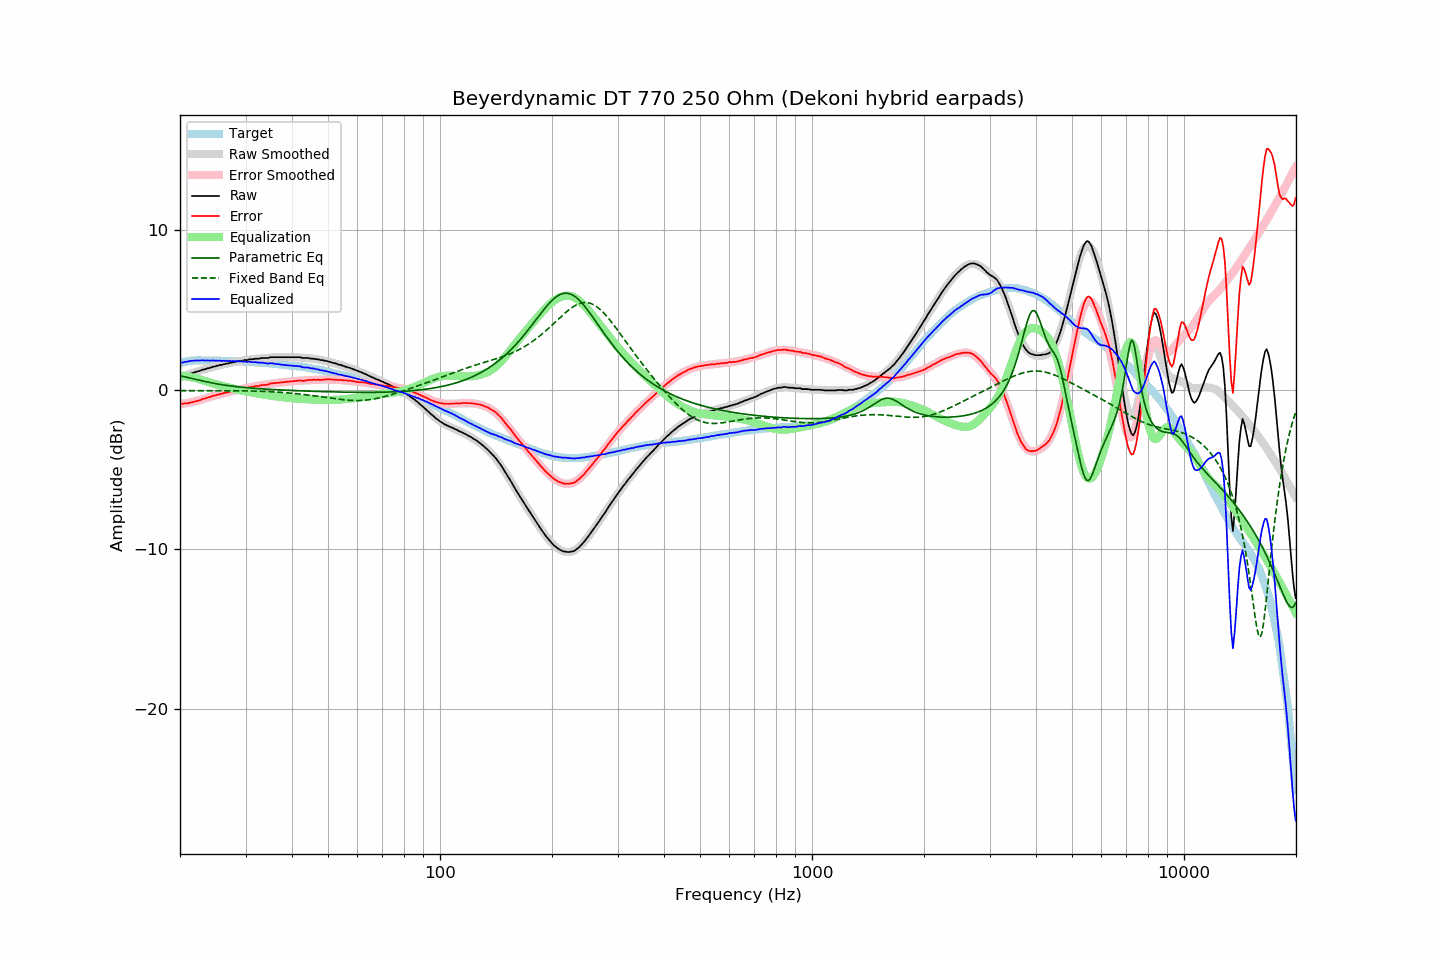 Beyerdynamic DT 770 250 Ohm (Dekoni hybrid earpads)
Target
Raw Smoothed
Error Smoothed
Raw
Error
Equalization
Parametric Eq
Fixed Band Eq
Equalized
10
0
−10
−20
Amplitude (dBr)
100
1000
10000
Frequency (Hz)